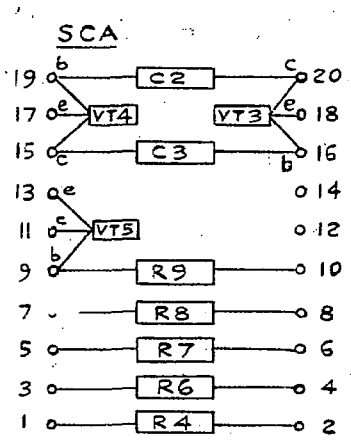 SCA
19 b C2 c 20
17 e VT4 VT3 e 18
15 c C3 b 16
13 e 14
11 c VT5 12
9 b R9 10
7 R8 8
5 R7 6
3 R6 4
1 R4 2